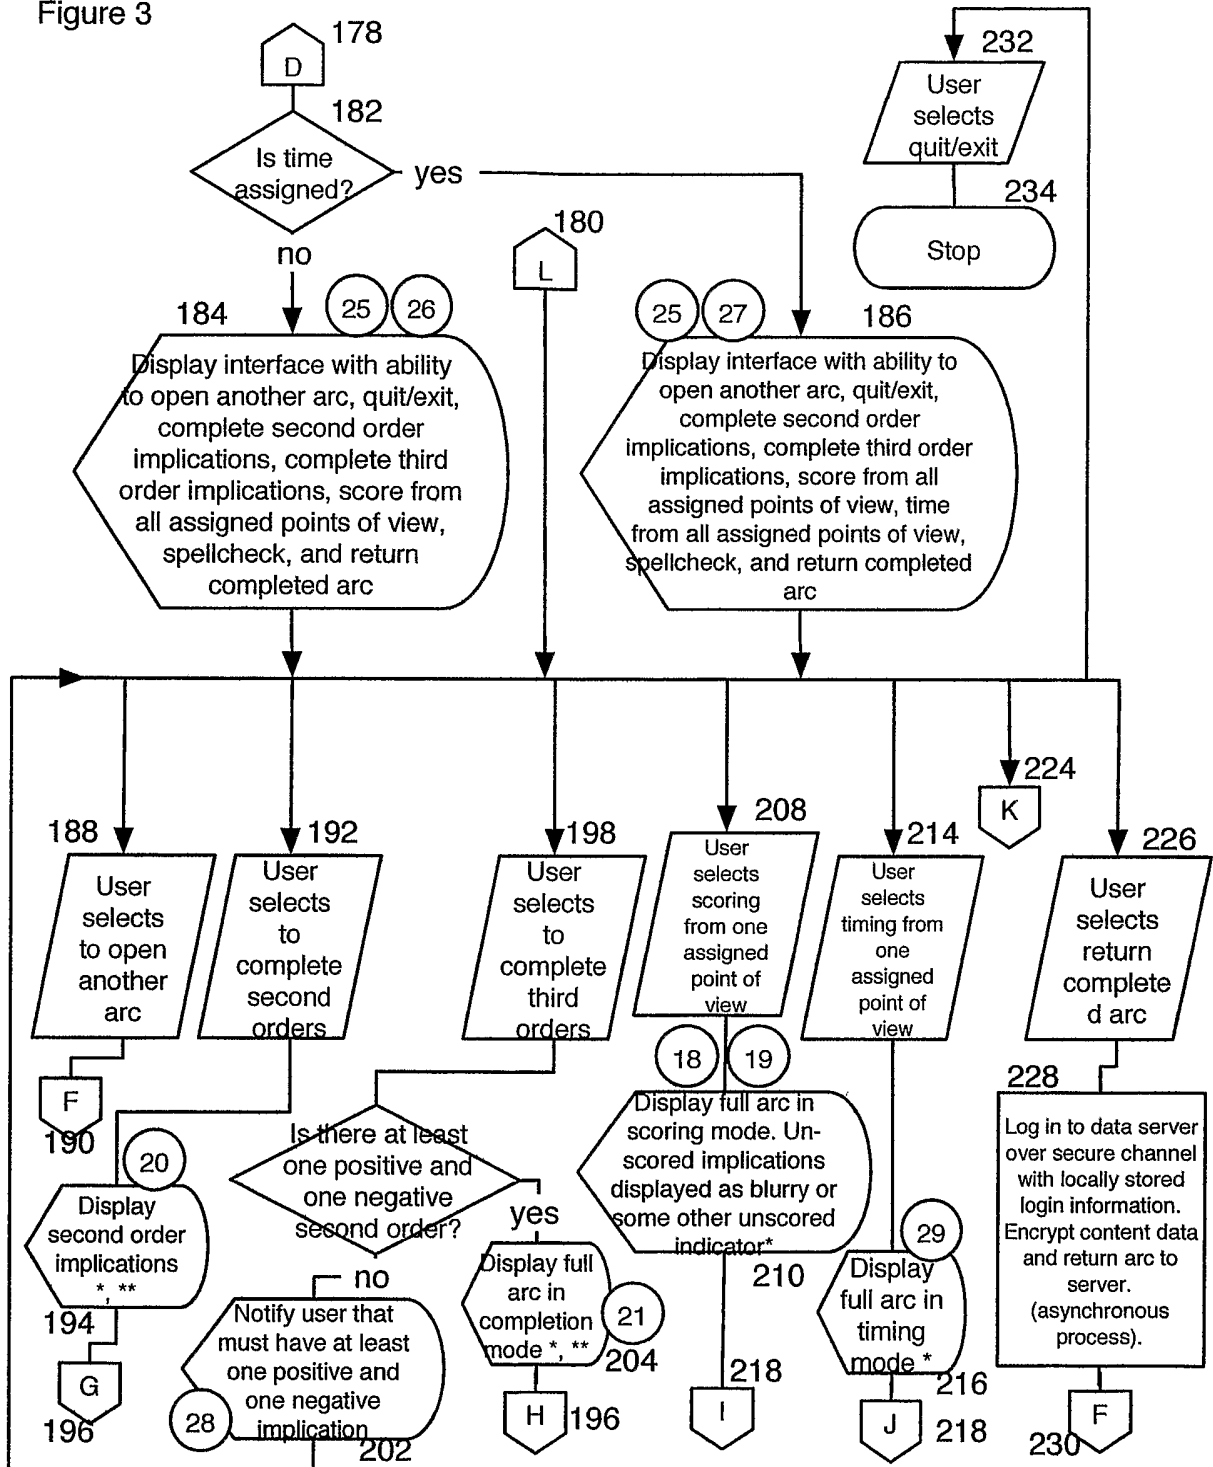 Figure 3
178
D
182
Is time
assigned?
yes
no
180
L
232
User
selects
quit/exit
234
Stop
184
25
26
Display interface with ability
to open another arc, quit/exit,
complete second order
implications, complete third
order implications, score from
all assigned points of view,
spellcheck, and return
completed arc
25
27
186
Display interface with ability to
open another arc, quit/exit,
complete second order
implications, complete third order
implications, score from all
assigned points of view, time
from all assigned points of view,
spellcheck, and return completed
arc
224
K
188
User
selects
to open
another
arc
F
190
192
User
selects
to
complete
second
orders
20
Display
second order
implications
*, **
194
G
196
198
User
selects
to
complete
third
orders
Is there at least
one positive and
one negative
second order?
yes
no
Notify user that
must have at least
one positive and
one negative
implication
28
202
Display full
arc in
completion
mode *, **
21
204
H
196
208
User
selects
scoring
from one
assigned
point of
view
18
19
Display full arc in
scoring mode. Un-
scored implications
displayed as blurry or
some other unscored
indicator*
210
218
I
214
User
selects
timing from
one
assigned
point of
view
29
Display
full arc in
timing
mode *
216
J
218
226
User
selects
return
complete
d arc
228
Log in to data server
over secure channel
with locally stored
login information.
Encrypt content data
and return arc to
server.
(asynchronous
process).
F
230